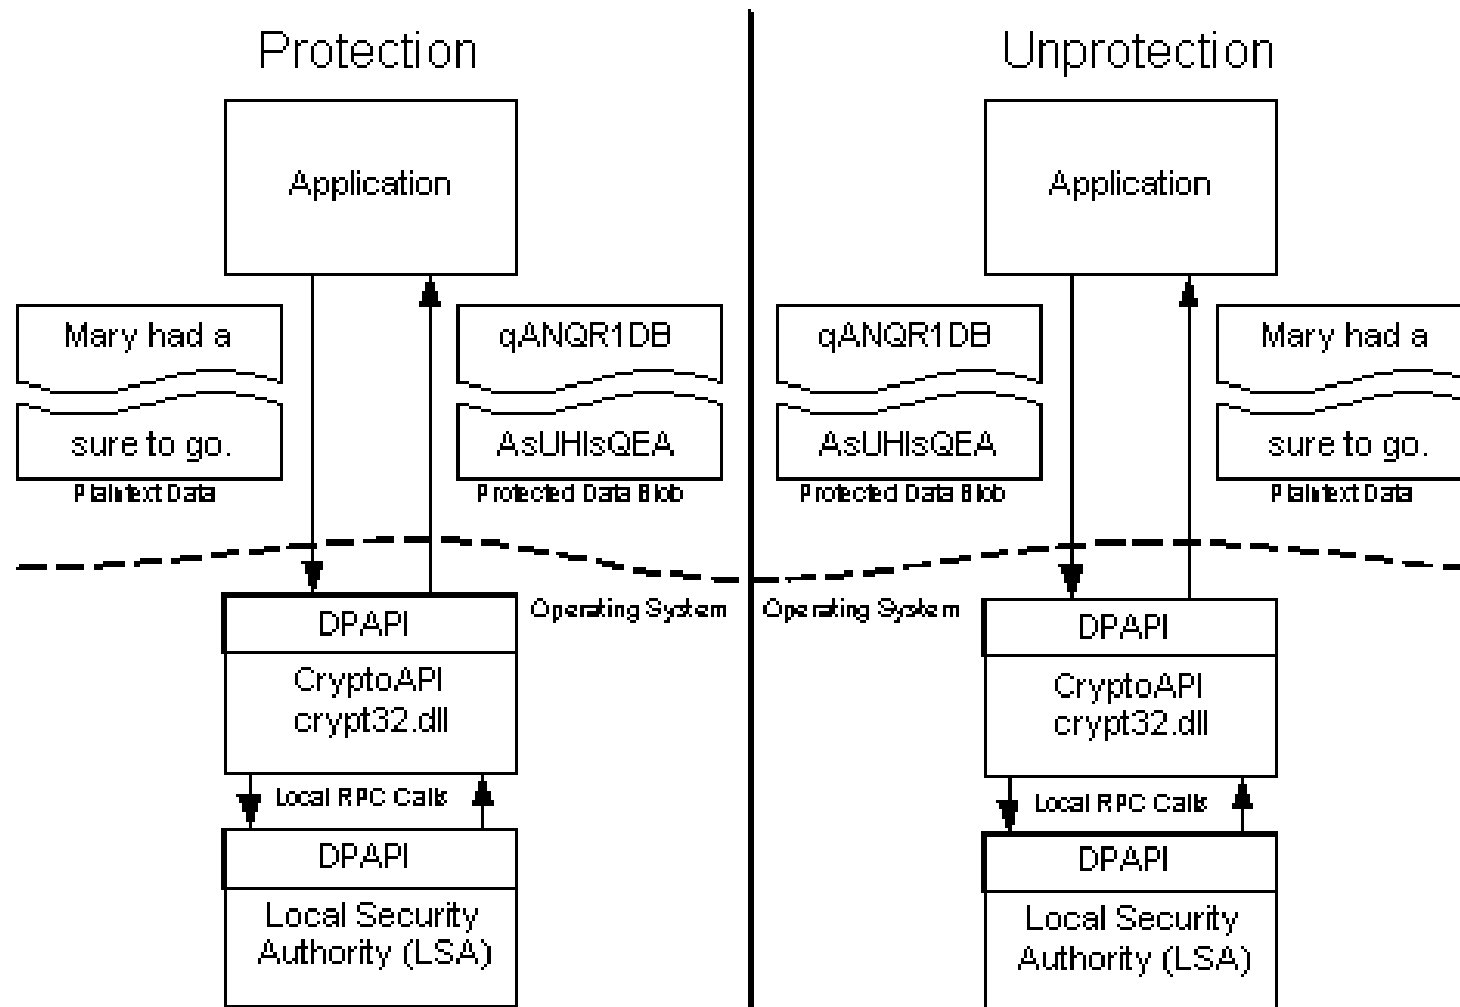 Protection
Application
Mary had a
sure to go.
Plaintext Data
qANQR1DB
AsUHIsQEA
Protected Data Blob
Operating System
DPAPI
CryptoAPI
crypt32.dll
Local RPC Calls
DPAPI
Local Security
Authority (LSA)
Unprotection
Application
qANQR1DB
AsUHIsQEA
Protected Data Blob
Mary had a
sure to go.
Plaintext Data
Operating System
DPAPI
CryptoAPI
crypt32.dll
Local RPC Calls
DPAPI
Local Security
Authority (LSA)